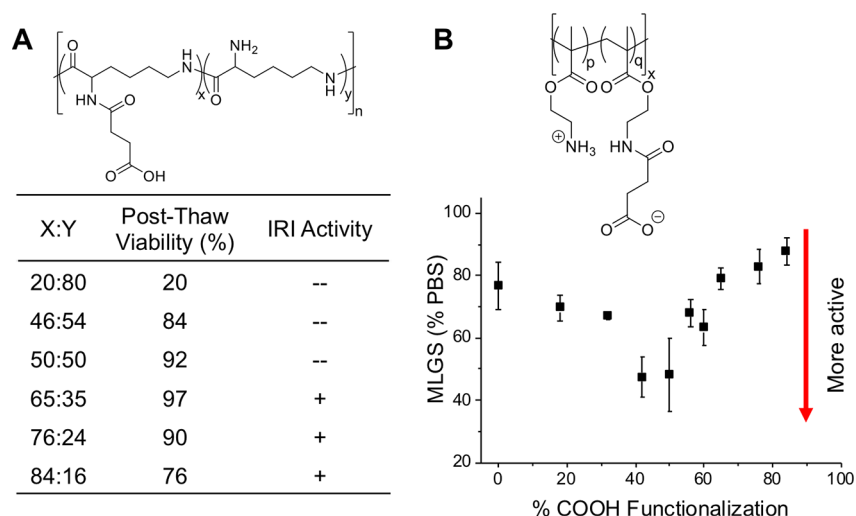 A
O
H
N
NH2
x
O
N
H
y
n
HN
O
O
OH
X:Y Post-Thaw Viability (%) IRI Activity
20:80 20 --
46:54 84 --
50:50 92 --
65:35 97 +
76:24 90 +
84:16 76 +
B
p
q
x
O
O
O
O
⊕
NH3
HN
O
O
O
⊖
MLGS (% PBS)
100
80
60
40
20
0 20 40 60 80 100
% COOH Functionalization
More active